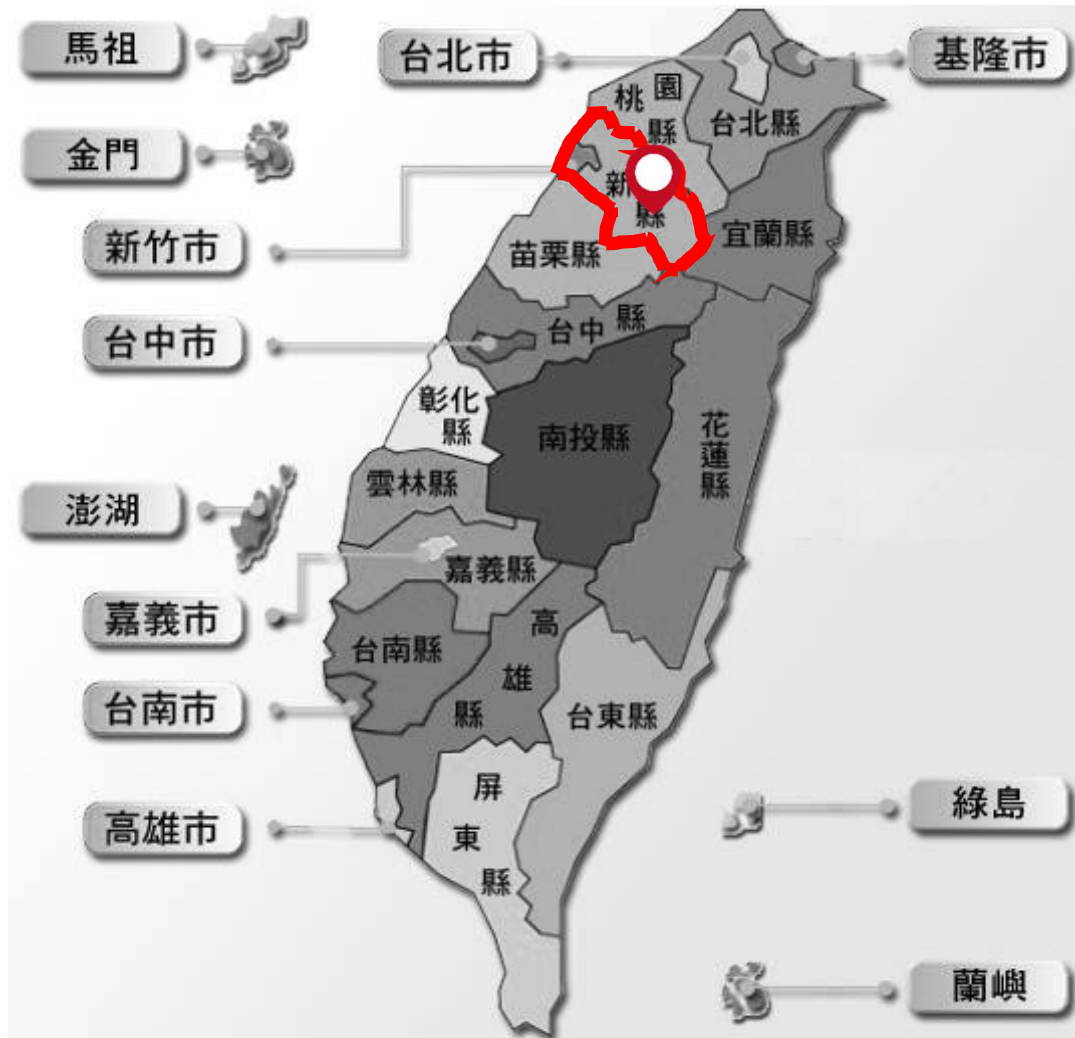 馬祖
台北市
基隆市
桃園縣
台北縣
金門
新
縣
新竹市
宜蘭縣
苗栗縣
台中市
台中縣
彰化縣
南投縣
花蓮縣
雲林縣
澎湖
嘉義縣
嘉義市
高雄縣
台南縣
台南市
台東縣
屏東縣
高雄市
綠島
蘭嶼